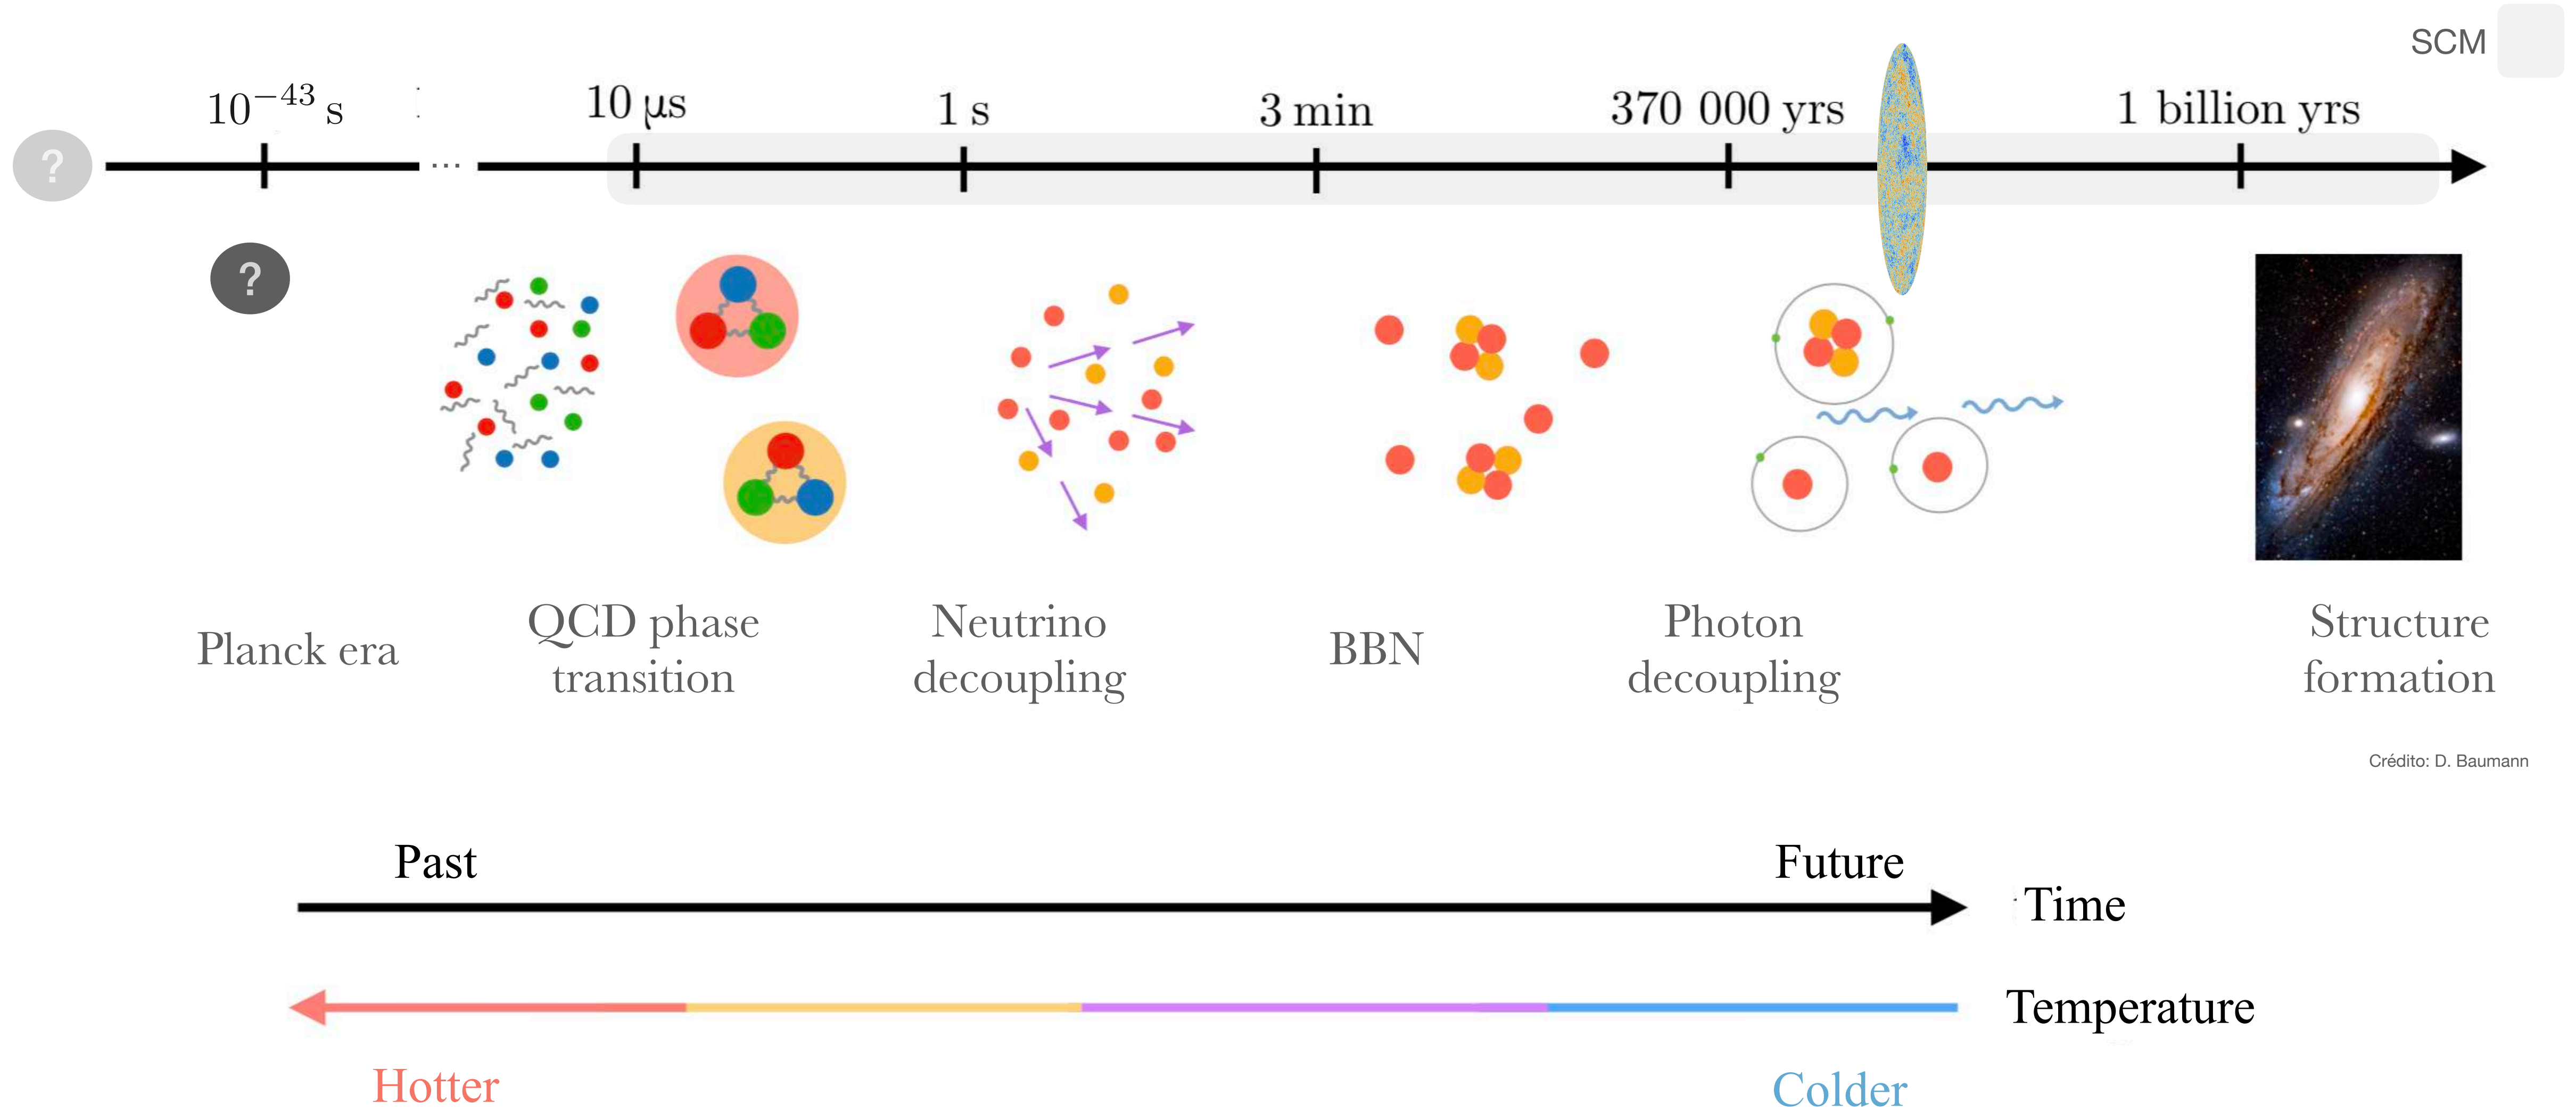 SCM
10⁻⁴³ s
10 μs
1 s
3 min
370 000 yrs
1 billion yrs
?
...
?
Planck era
QCD phase
transition
Neutrino
decoupling
BBN
Photon
decoupling
Structure
formation
Crédito: D. Baumann
Past
Future
Time
Temperature
Hotter
Colder